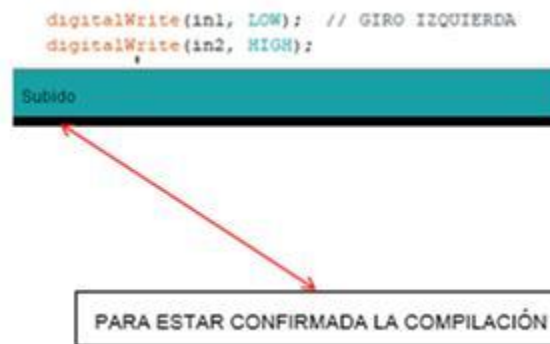 digitalWrite(in1, LOW); // GIRO IZQUIERDA
digitalWrite(in2, HIGH);
Subido
PARA ESTAR CONFIRMADA LA COMPILACIÓN